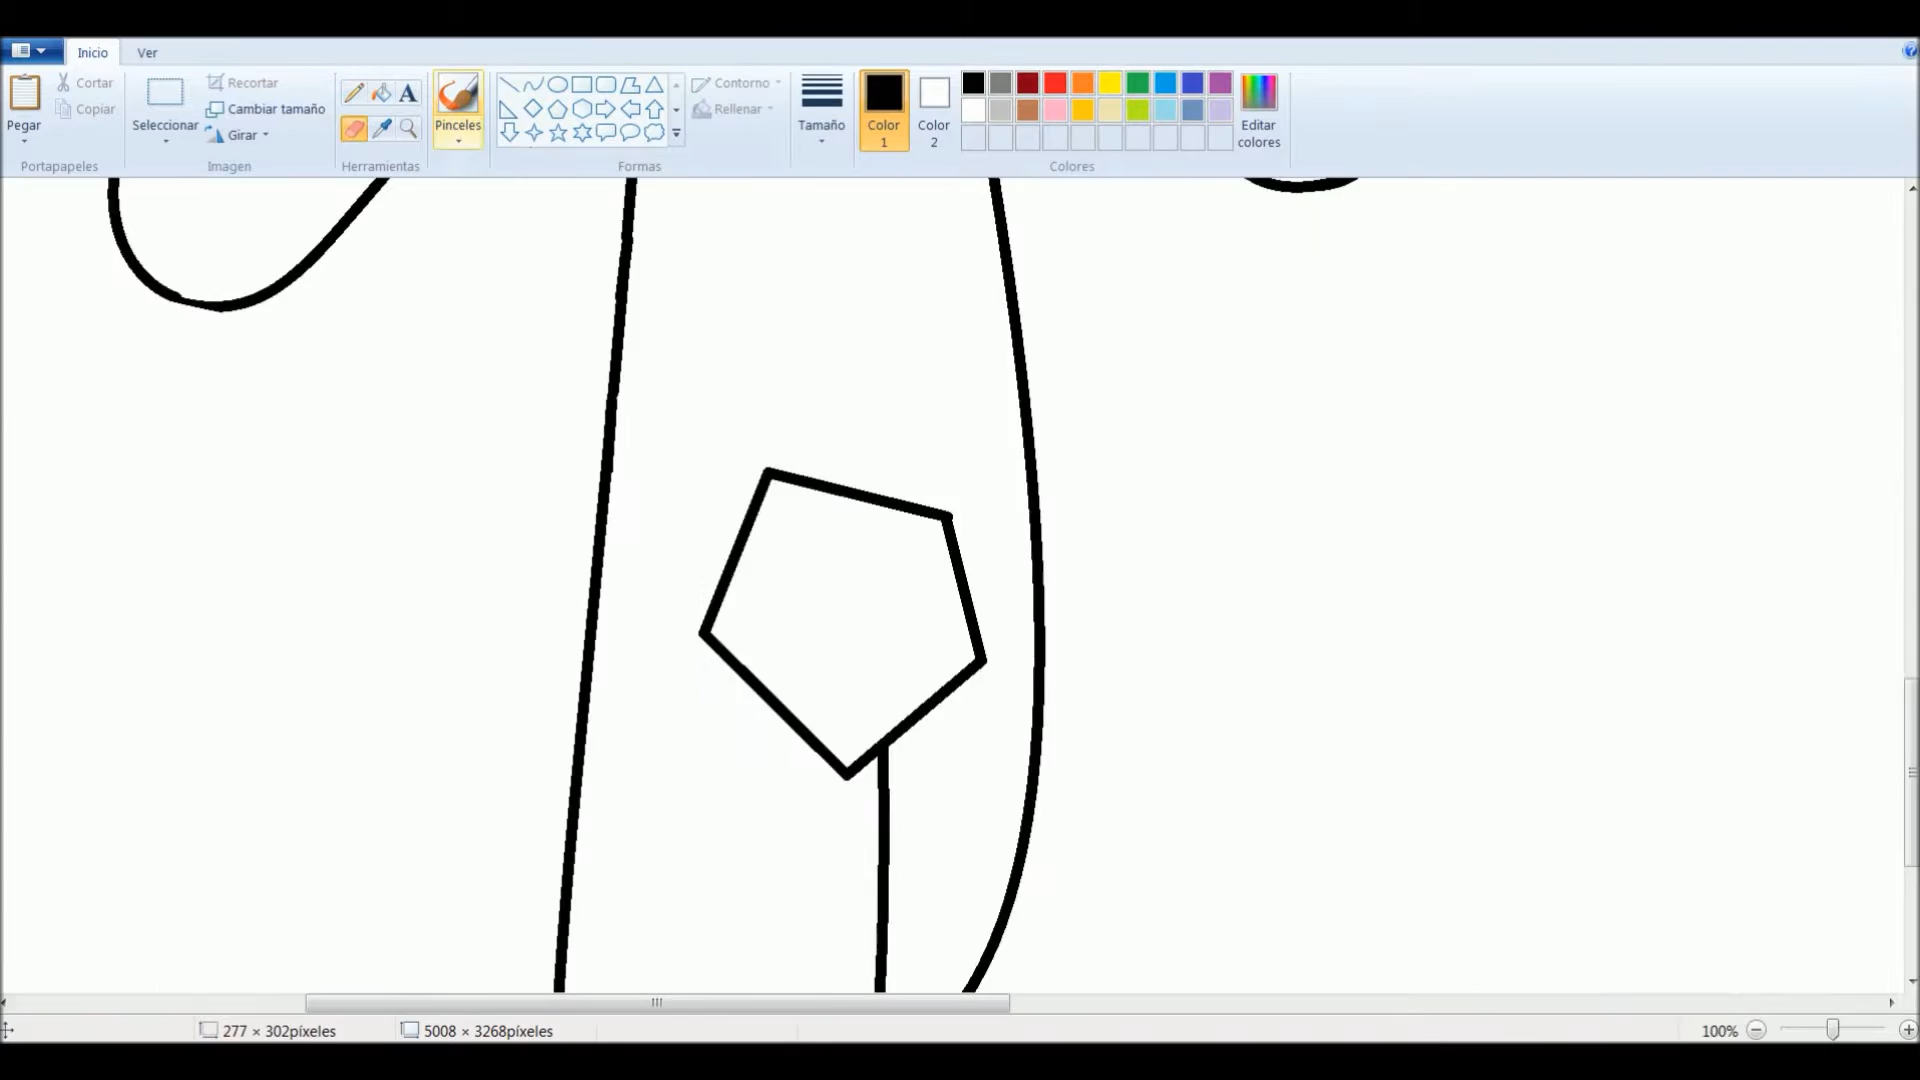 Inicio
Ver
Pegar
Cortar
Copiar
Portapapeles
Seleccionar
Recortar
Cambiar tamaño
Girar
Imagen
A
Herramientas
Pinceles
Formas
Contorno
Rellenar
Tamaño
Color
1
Color
2
Colores
Editar
colores
277 × 302píxeles
5008 × 3268píxeles
100%